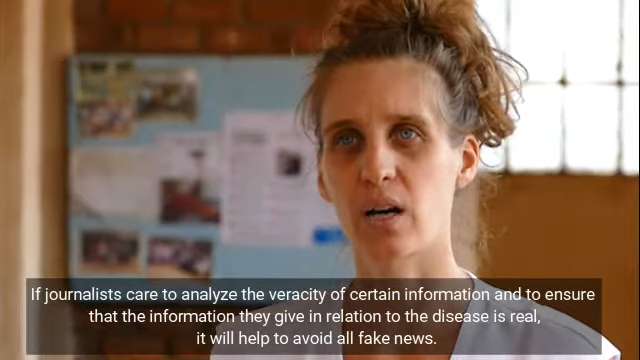 If journalists care to analyze the veracity of certain information and to ensure
that the information they give in relation to the disease is real,
it will help to avoid all fake news.